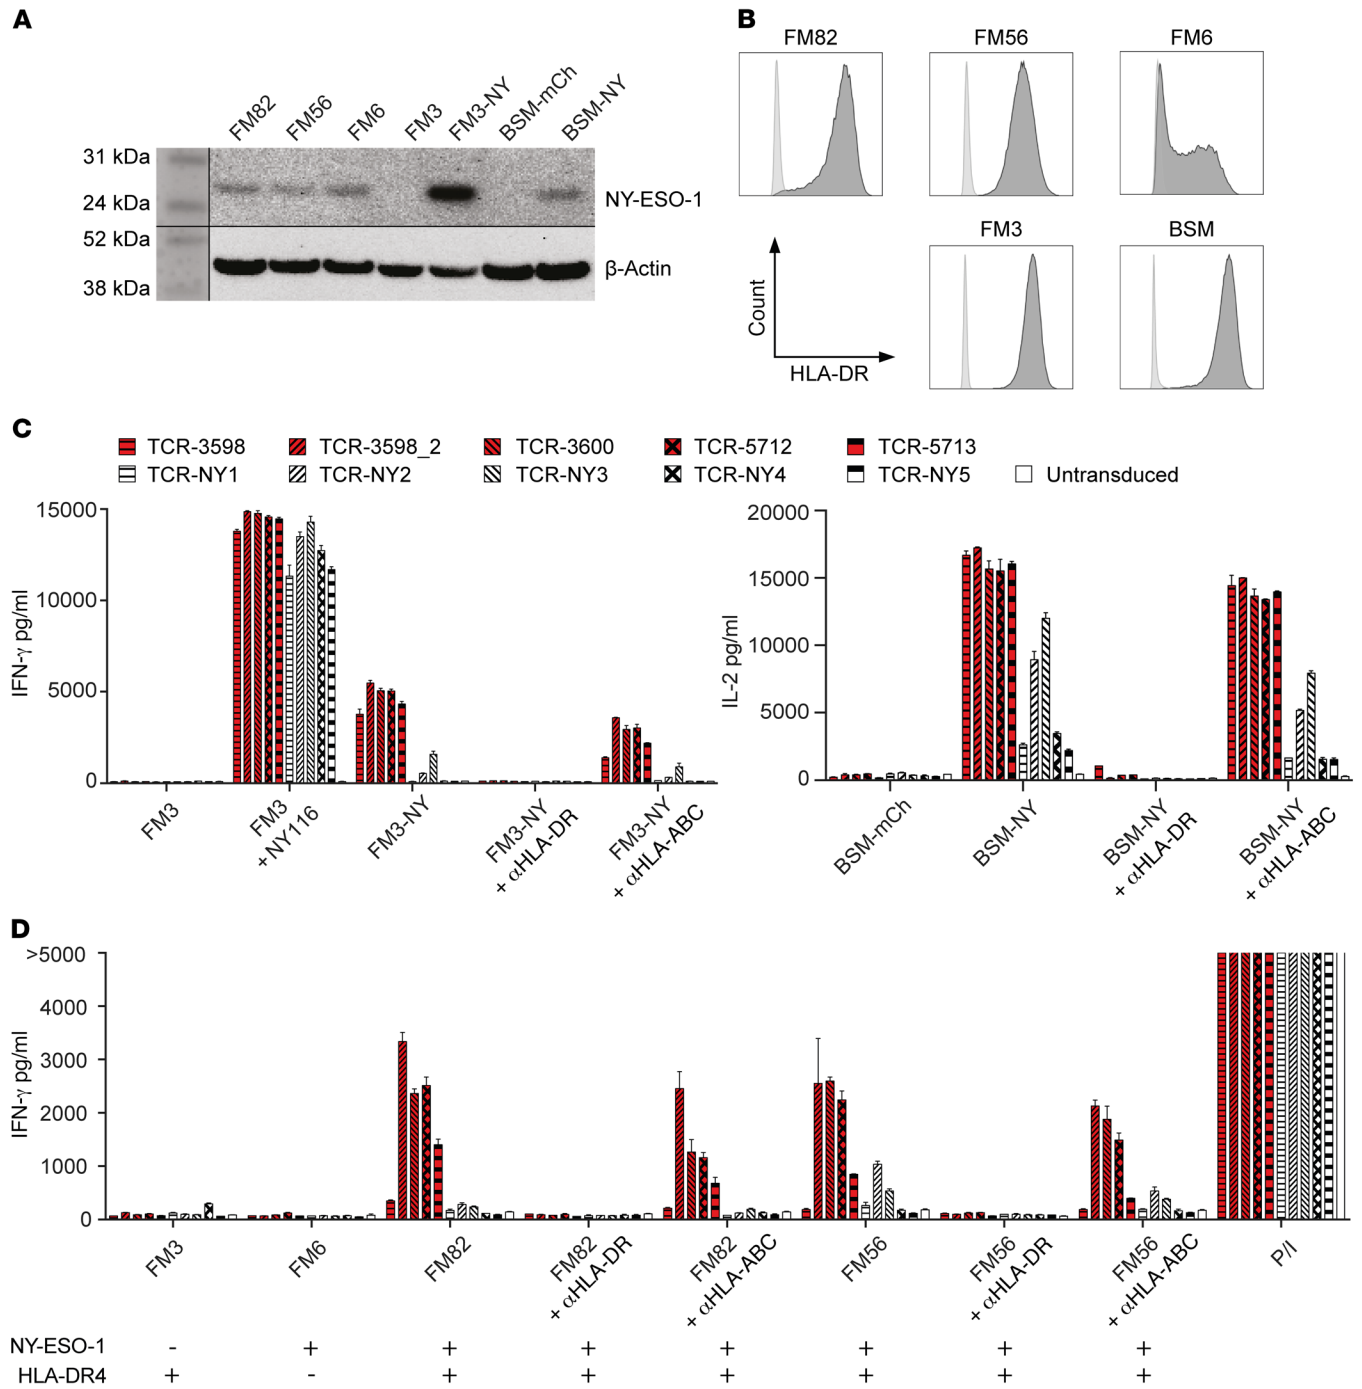 A
FM82
FM56
FM6
FM3
FM3-NY
BSM-mCh
BSM-NY
31 kDa
24 kDa
52 kDa
38 kDa
NY-ESO-1
β-Actin
B
FM82
FM56
FM6
FM3
BSM
Count
HLA-DR
C
TCR-3598
TCR-3598_2
TCR-3600
TCR-5712
TCR-5713
TCR-NY1
TCR-NY2
TCR-NY3
TCR-NY4
TCR-NY5
Untransduced
IFN-γ pg/ml
15000
10000
5000
0
FM3
FM3
+ NY116
FM3-NY
FM3-NY
+ αHLA-DR
FM3-NY
+ αHLA-ABC
IL-2 pg/ml
20000
15000
10000
5000
0
BSM-mCh
BSM-NY
BSM-NY
+ αHLA-DR
BSM-NY
+ αHLA-ABC
D
IFN-γ pg/ml
>5000
4000
3000
2000
1000
0
FM3
FM6
FM82
FM82
+ αHLA-DR
FM82
+ αHLA-ABC
FM56
FM56
+ αHLA-DR
FM56
+ αHLA-ABC
P/I
NY-ESO-1 - + + + + + + +
HLA-DR4 + - + + + + + +